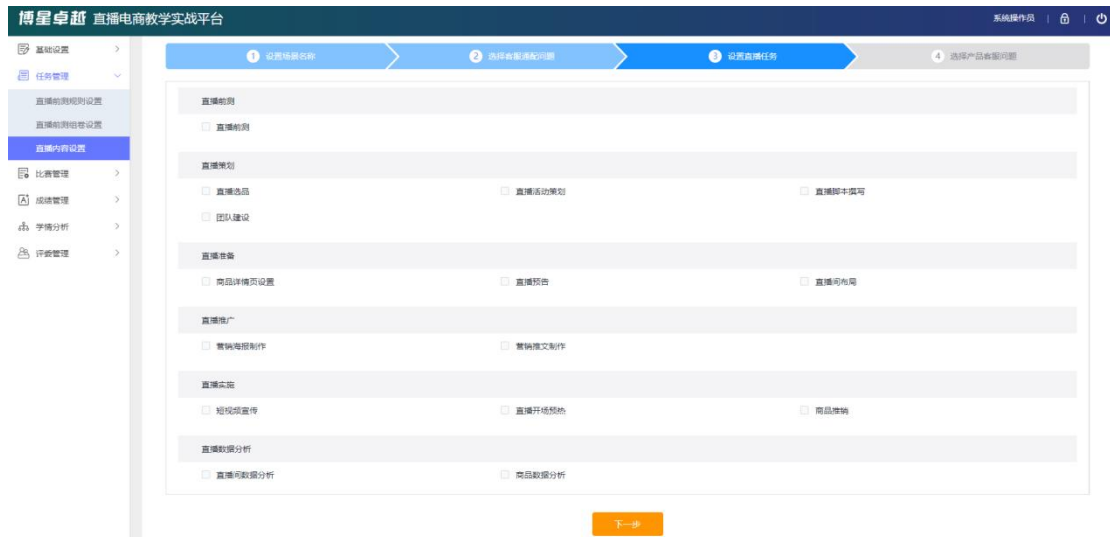 博星卓越 直播电商教学实战平台 系统操作员
基础设置
任务管理
直播前测规则设置
直播前测组卷设置
直播内容设置
比赛管理
成绩管理
学情分析
评委管理
1 设置场景名称 2 选择客服适配问题 3 设置直播任务 4 选择产品客服问题
直播前测
直播前测
直播策划
直播选品 直播活动策划 直播脚本填写
团队建设
直播准备
商品详情页设置 直播预告 直播间布局
直播推广
营销海报制作 营销推文制作
直播实施
短视频宣传 直播开场预热 商品推销
直播数据分析
直播间数据分析 商品数据分析
下一步